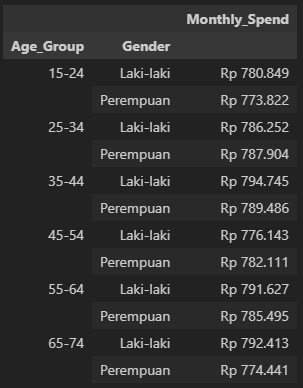 Monthly_Spend
Age_Group Gender
15-24 Laki-laki Rp 780.849
Perempuan Rp 773.822
25-34 Laki-laki Rp 786.252
Perempuan Rp 787.904
35-44 Laki-laki Rp 794.745
Perempuan Rp 789.486
45-54 Laki-laki Rp 776.143
Perempuan Rp 782.111
55-64 Laki-laki Rp 791.627
Perempuan Rp 785.495
65-74 Laki-laki Rp 792.413
Perempuan Rp 774.441